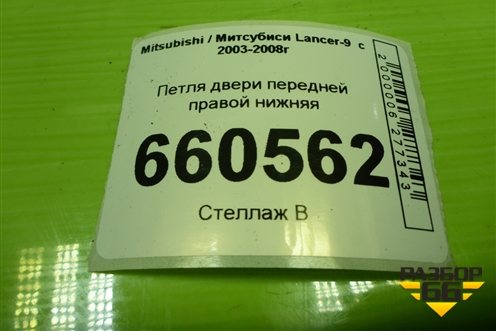 Mitsubishi / Митсубиси Lancer-9 с
2003-2008г
Петля двери передней
правой нижняя
660562
Стеллаж В
2000006277343
РАЗБОР
66